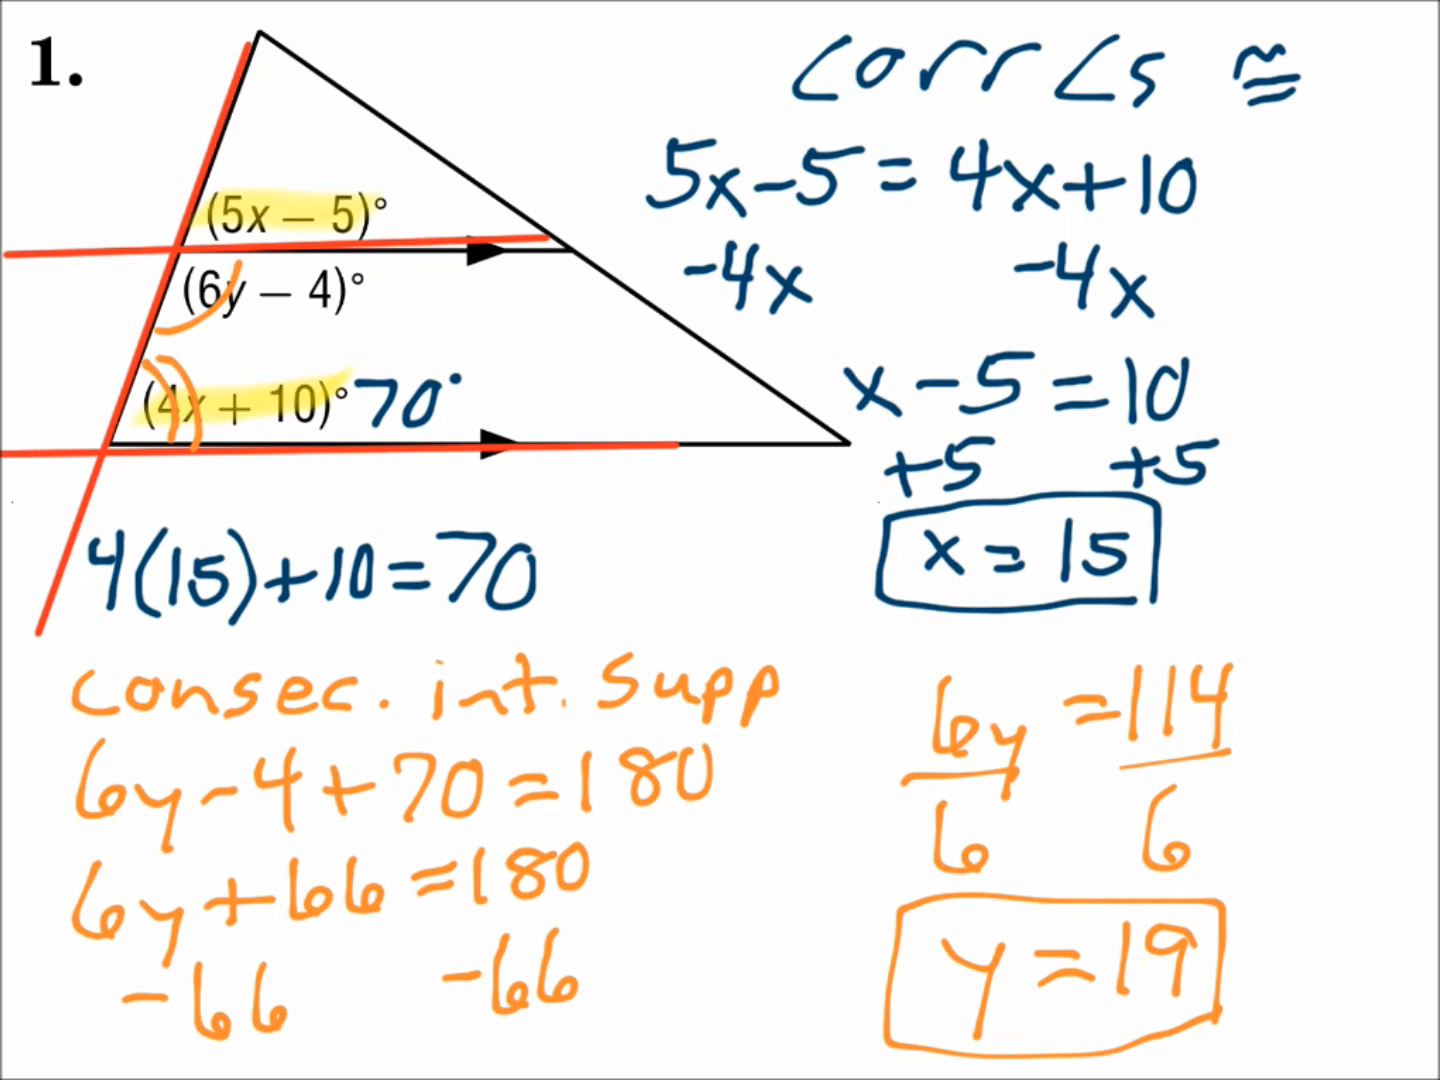 1.
(5x – 5)°
(6y – 4)°
(4x + 10)° 70°
corr ∠s ≅
5x-5 = 4x+10
-4x -4x
x-5 = 10
+5 +5
x = 15
4(15)+10=70
consec. int. supp
6y-4+70=180
6y+66=180
-66 -66
6y = 114
6 6
y = 19